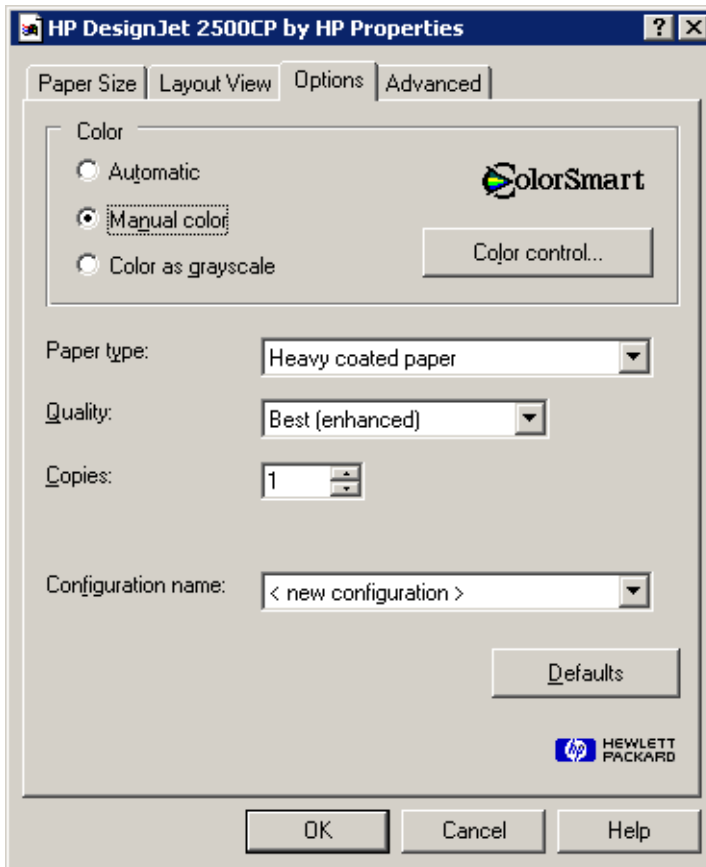 HP DesignJet 2500CP by HP Properties
Paper Size Layout View Options Advanced
Color
Automatic
ColorSmart
Manual color
Color control...
Color as grayscale
Paper type: Heavy coated paper
Quality: Best (enhanced)
Copies: 1
Configuration name: < new configuration >
Defaults
hp HEWLETT
PACKARD
OK Cancel Help